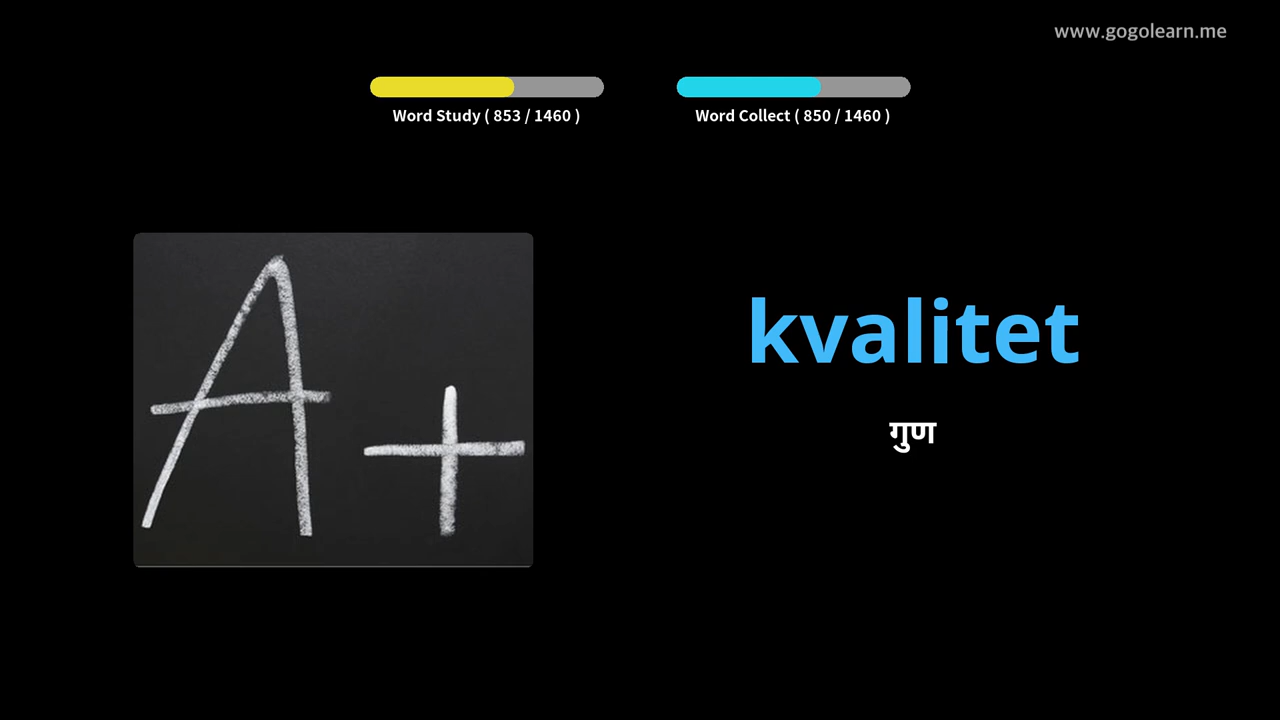 www.gogolearn.me
Word Study ( 853 / 1460 )
Word Collect ( 850 / 1460 )
A+
kvalitet
गुण